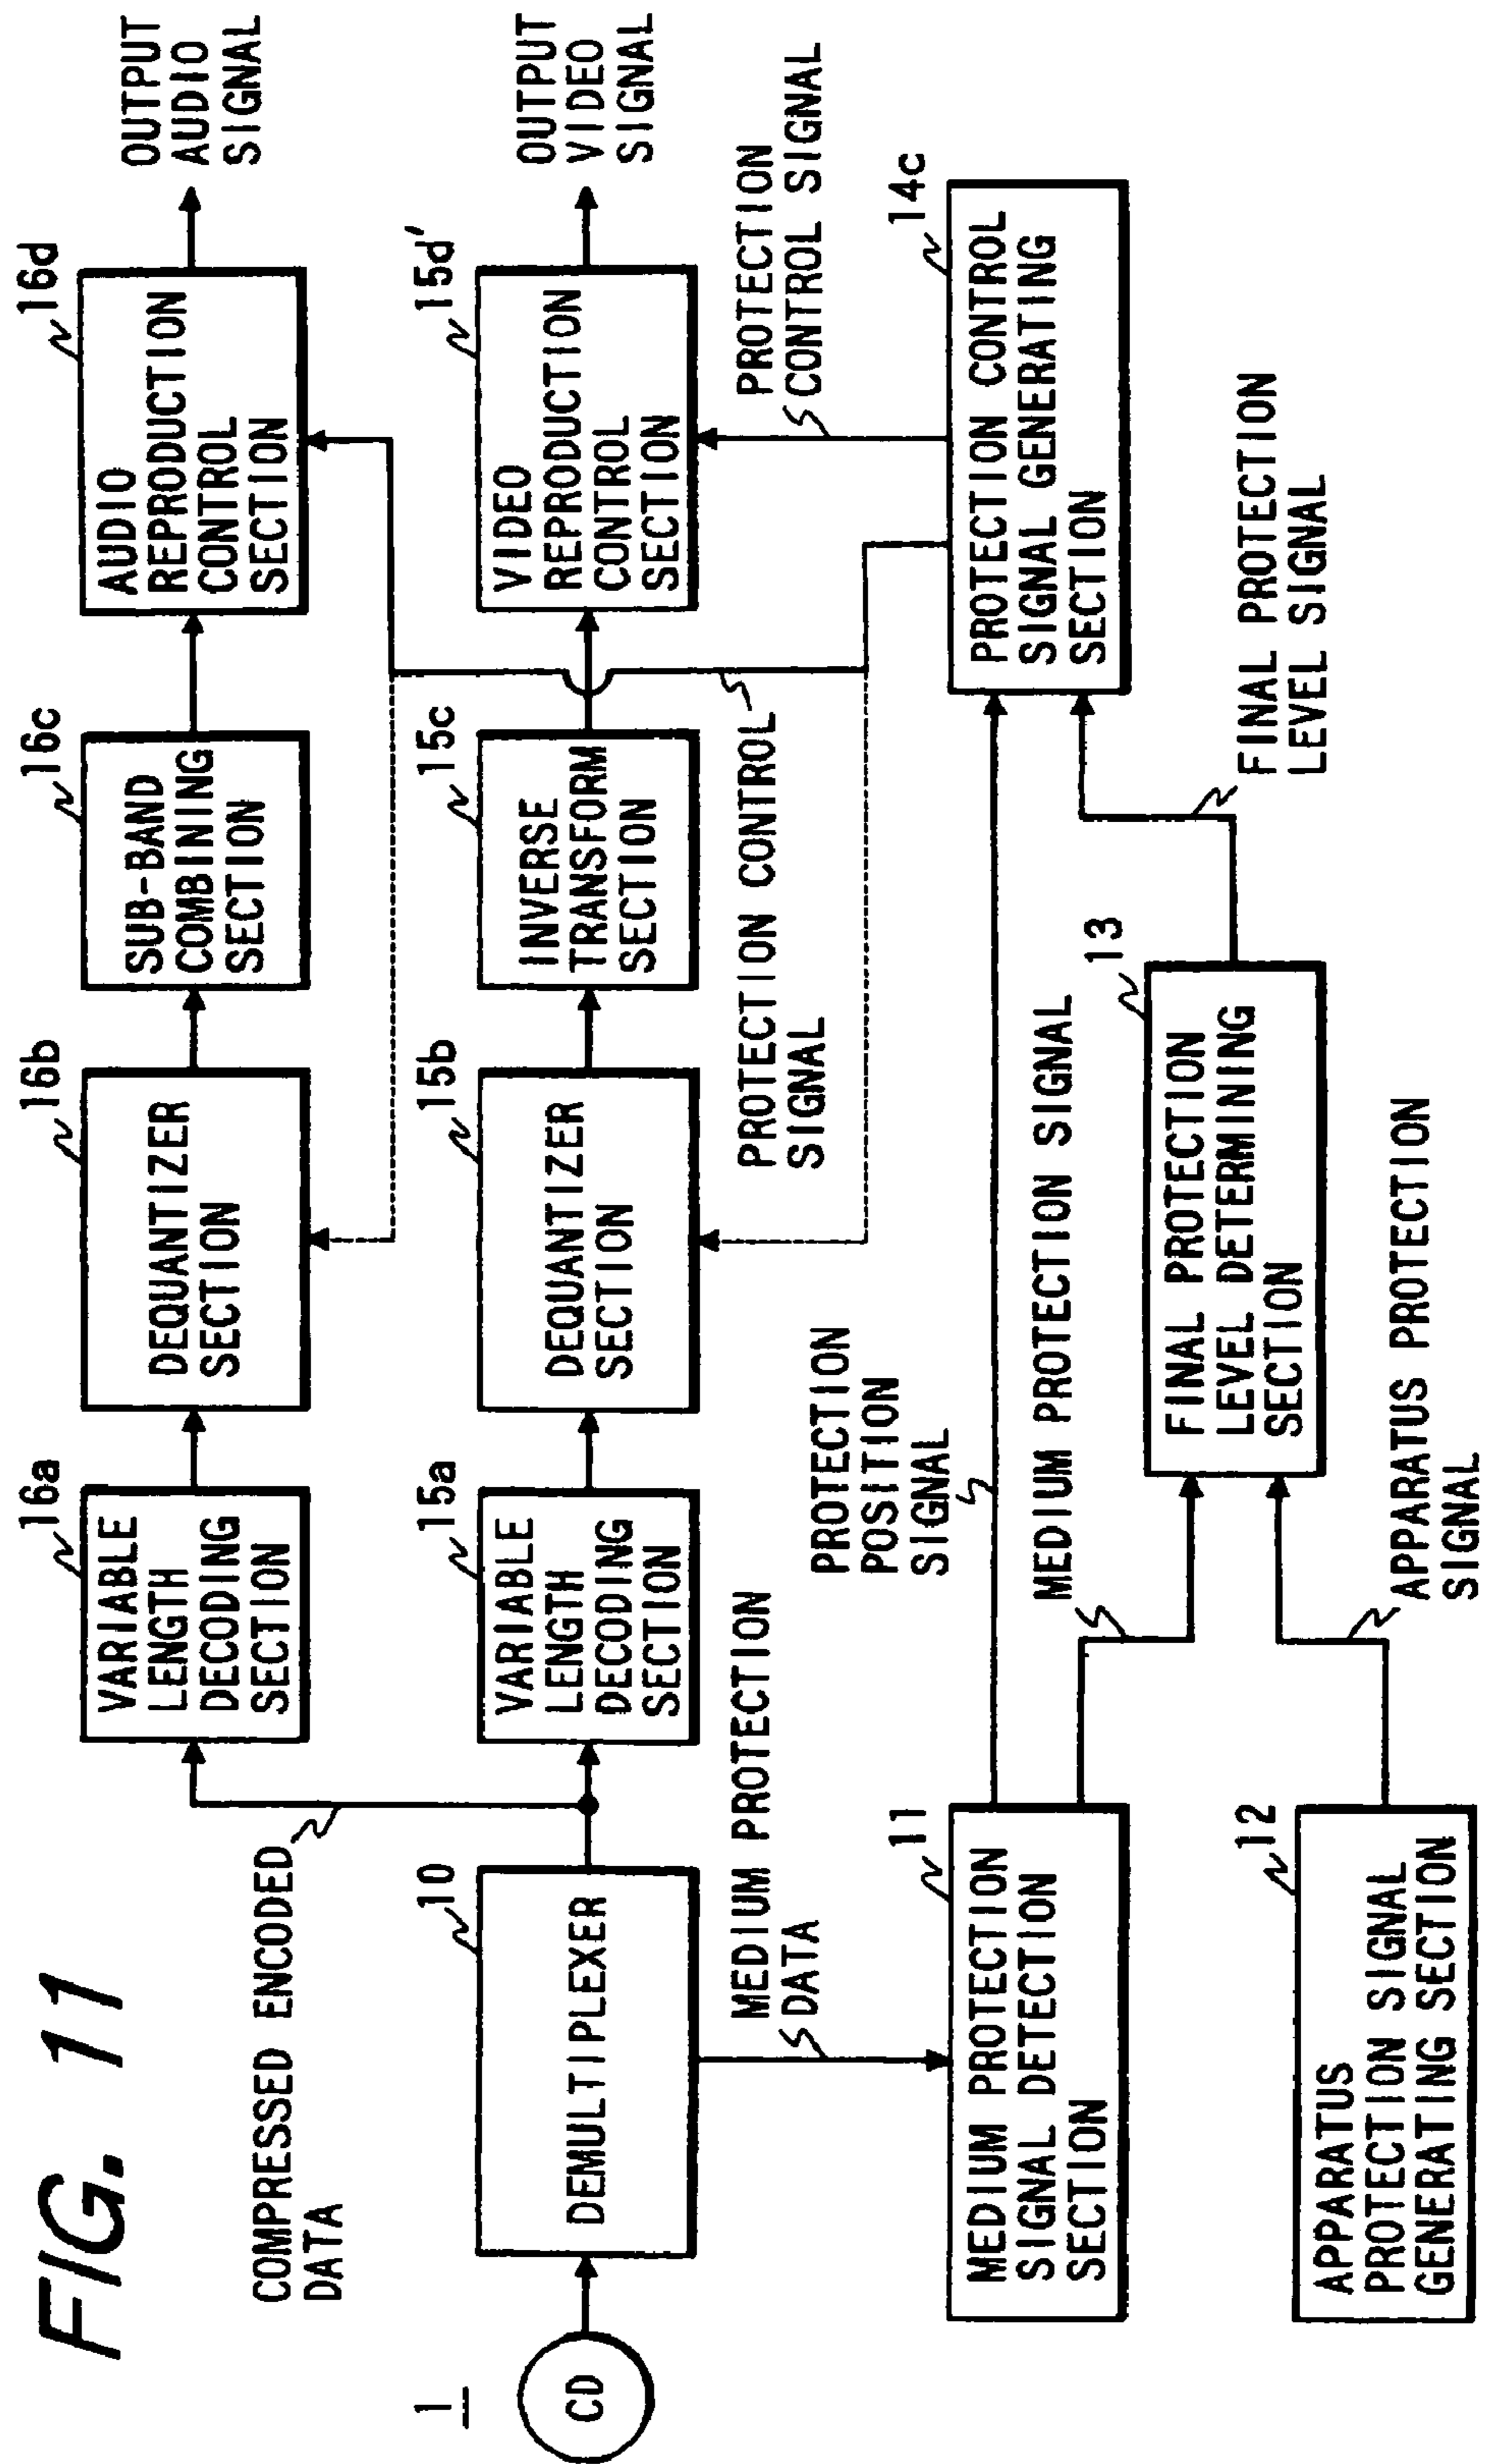 FIG. 11
1
CD
COMPRESSED ENCODED
DATA
16a
VARIABLE
LENGTH
DECODING
SECTION
16b
DEQUANTIZER
SECTION
16c
SUB-BAND
COMBINING
SECTION
16d
AUDIO
REPRODUCTION
CONTROL
SECTION
OUTPUT
AUDIO
SIGNAL
10
DEMULTIPLEXER
15a
VARIABLE
LENGTH
DECODING
SECTION
15b
DEQUANTIZER
SECTION
15c
INVERSE
TRANSFORM
SECTION
15d'
VIDEO
REPRODUCTION
CONTROL
SECTION
OUTPUT
VIDEO
SIGNAL
MEDIUM PROTECTION
DATA
PROTECTION
POSITION
SIGNAL
PROTECTION CONTROL
SIGNAL
PROTECTION
CONTROL SIGNAL
11
MEDIUM PROTECTION
SIGNAL DETECTION
SECTION
MEDIUM PROTECTION SIGNAL
14c
PROTECTION CONTROL
SIGNAL GENERATING
SECTION
12
APPARATUS
PROTECTION SIGNAL
GENERATING SECTION
13
FINAL PROTECTION
LEVEL DETERMINING
SECTION
FINAL PROTECTION
LEVEL SIGNAL
APPARATUS PROTECTION
SIGNAL